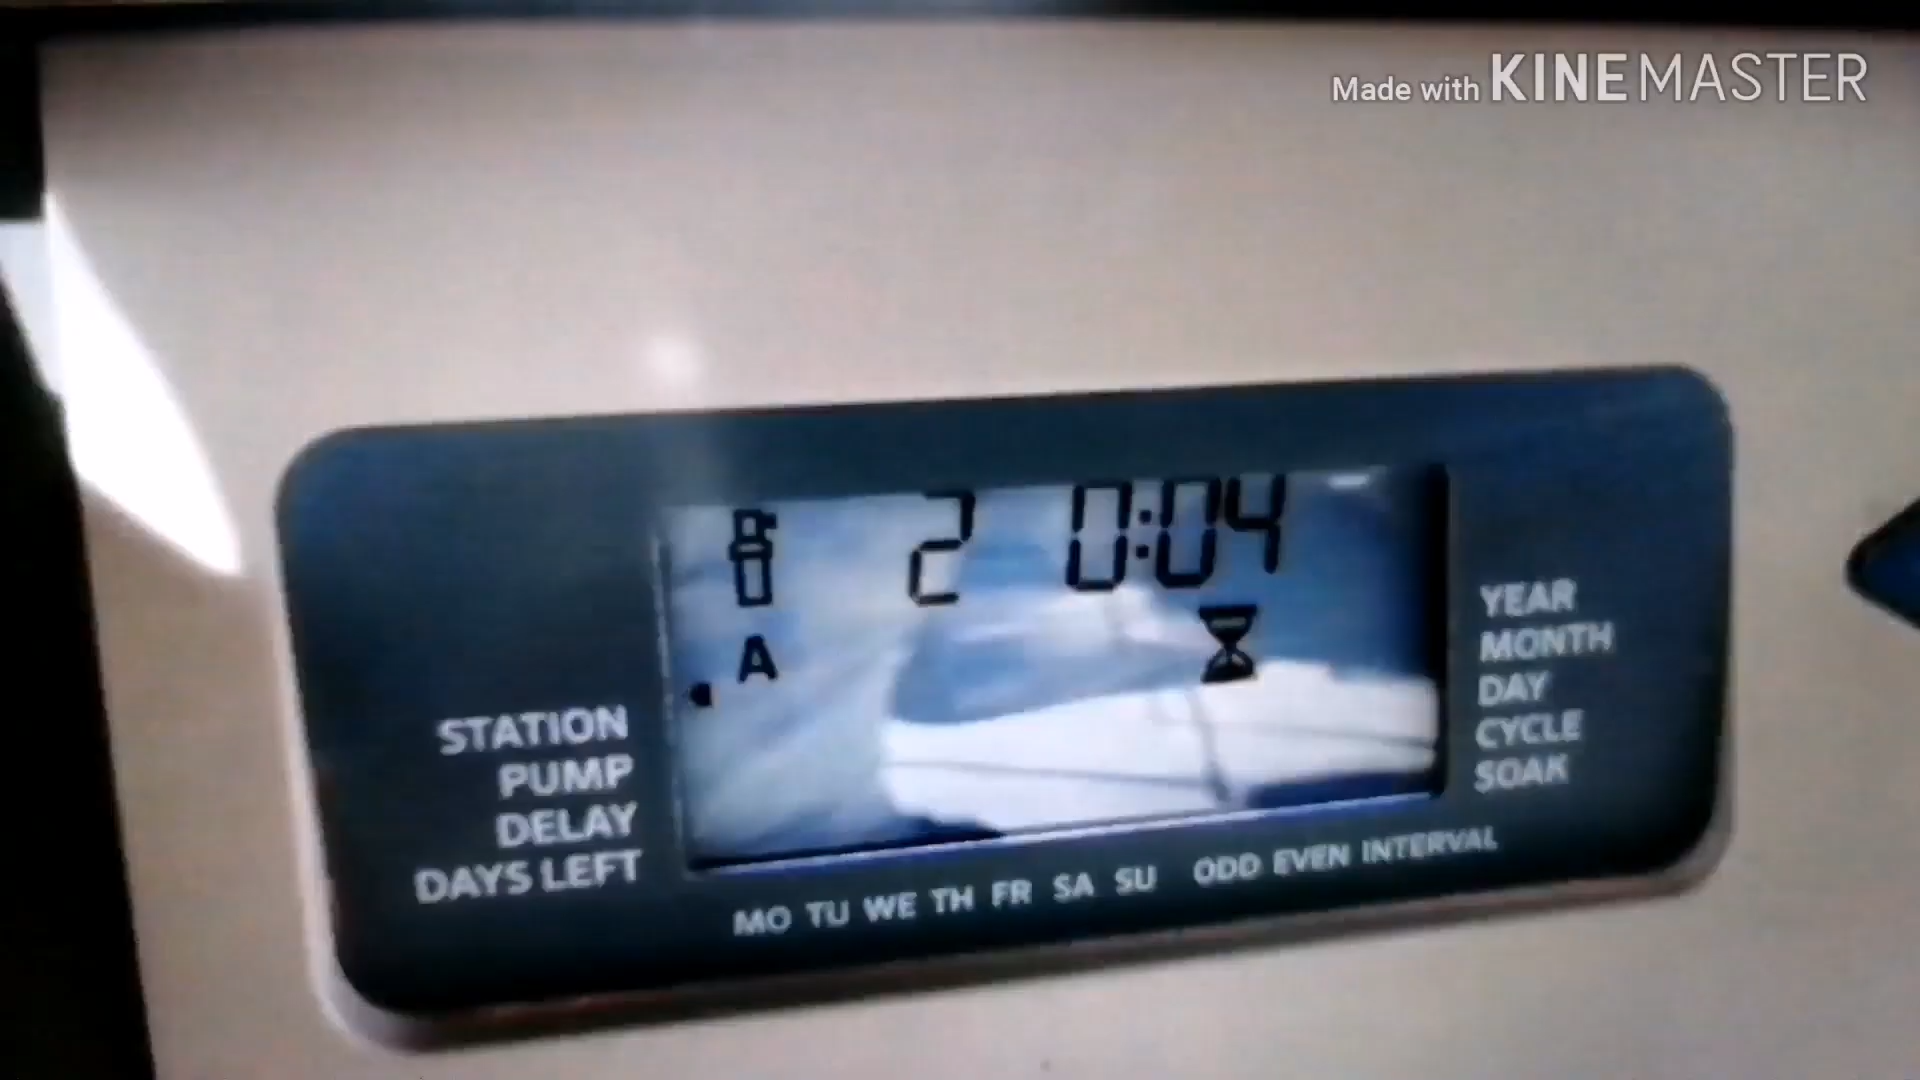 Made with KINEMASTER
2 0:04
A
STATION
PUMP
DELAY
DAYS LEFT
YEAR
MONTH
DAY
CYCLE
SOAK
MO TU WE TH FR SA SU ODD EVEN INTERVAL